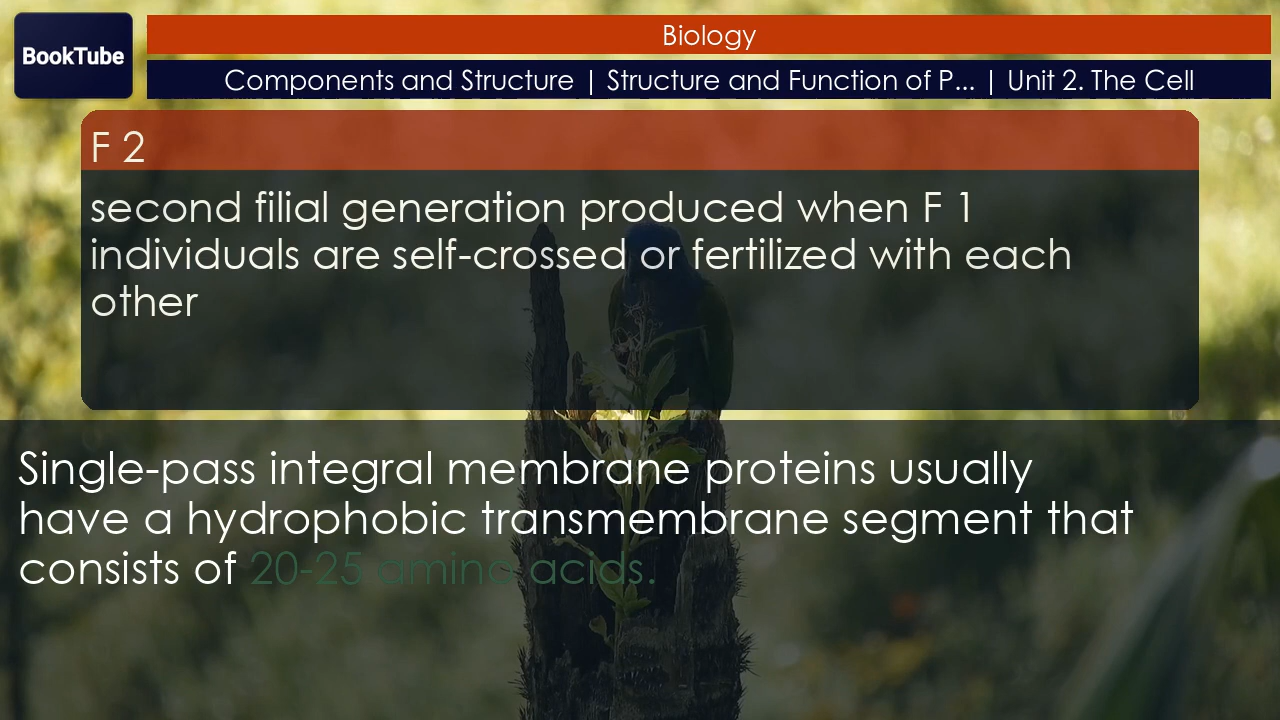 BookTube
Biology
Components and Structure | Structure and Function of P... | Unit 2. The Cell
F 2
second filial generation produced when F 1
individuals are self-crossed or fertilized with each
other
Single-pass integral membrane proteins usually
have a hydrophobic transmembrane segment that
consists of 20-25 amino acids.